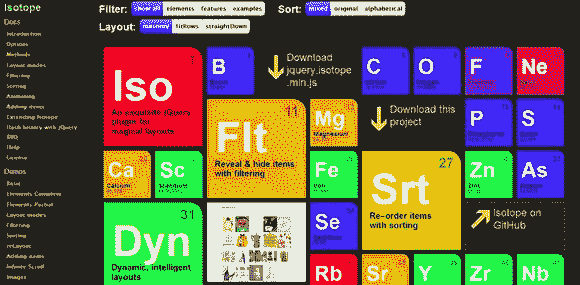 Isotope
Filter: show all elements features examples Sort: mixed original alphabetical
Layout: masonry fitRows straightDown
Docs
Introduction
Options
Methods
Layout modes
Filtering
Sorting
Animating
Adding items
Extending Isotope
Hash history with jQuery
FAQ
Help
Demos
Basic
Elements Complete
Elements Partial
Layout modes
Filtering
Sorting
reLayout
Adding items
Infinite Scroll
Images
Iso
An exquisite jQuery
plugin for
magical layouts
B
Download
jquery.isotope
.min.js
C
O
F
Ne
Flt
11
Reveal & hide items
with filtering
Mg
Magnesium
Download this
project
P
S
Ca
Calcium
Sc
Fe
Iron
Srt
27
Re-order items
with sorting
Zn
Zinc
As
Dyn
31
Dynamic, intelligent
layouts
Se
Isotope on
GitHub
Rb
Sr
Y
Zr
Nb